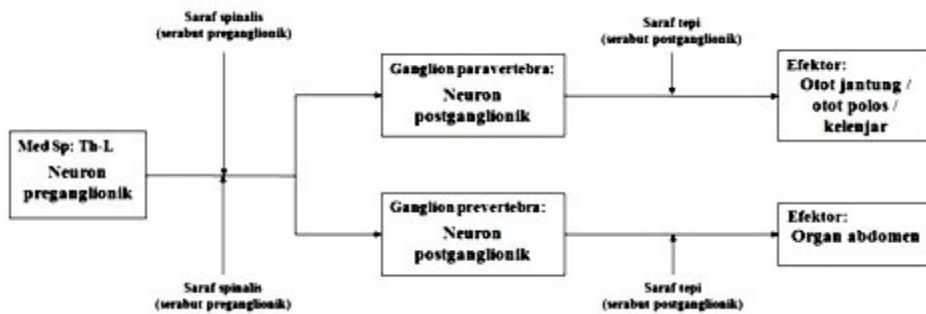 Saraf spinalis
(serabut preganglionik)
Saraf tepi
(serabut postganglionik)
Ganglion paravertebra:
Neuron
postganglionik
Efektor:
Otot jantung /
otot polos /
kelenjar
Med Sp: Th-L
Neuron
preganglionik
Ganglion prevertebra:
Neuron
postganglionik
Efektor:
Organ abdomen
Saraf spinalis
(serabut preganglionik)
Saraf tepi
(serabut postganglionik)